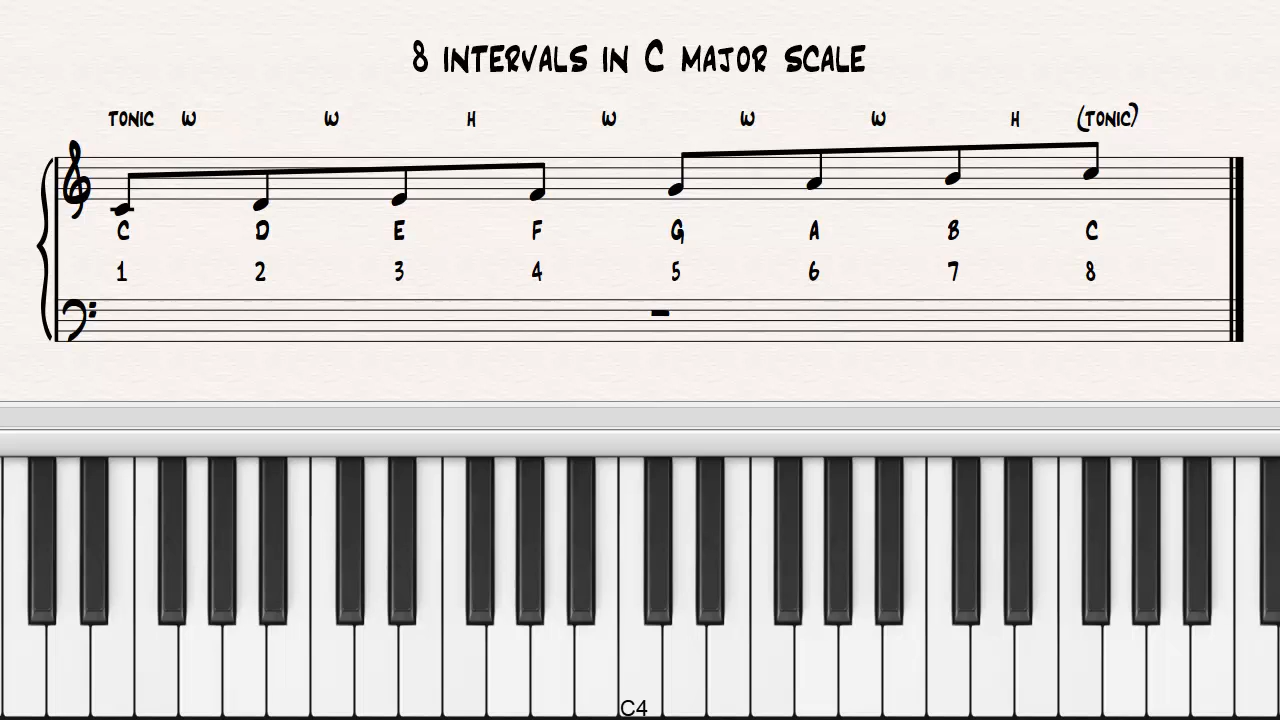 8 INTERVALS IN C MAJOR SCALE
TONIC W W H W W W H (TONIC)
C D E F G A B C
1 2 3 4 5 6 7 8
C4